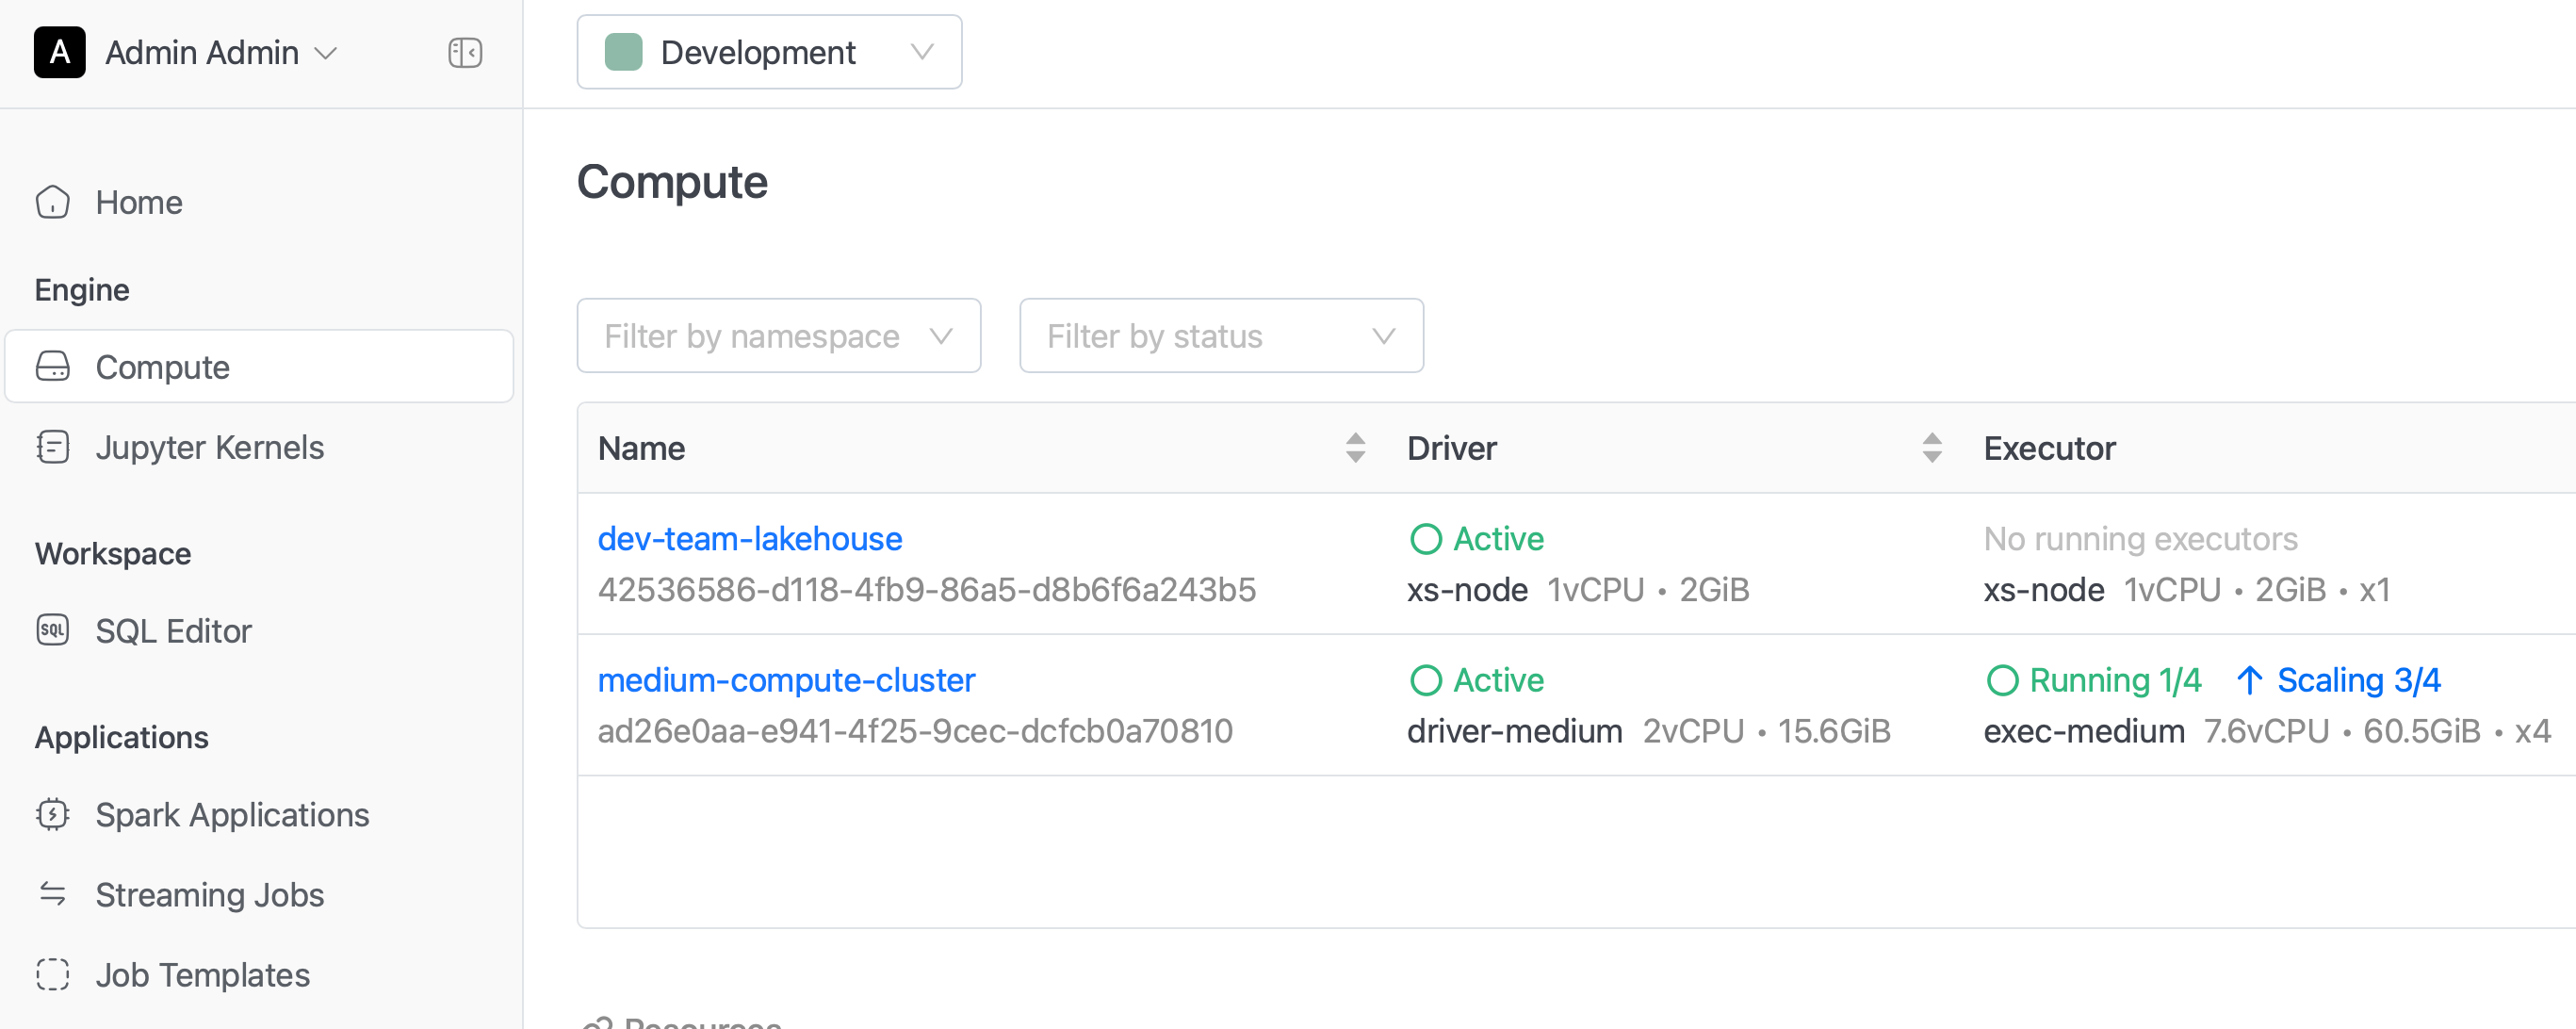 A Admin Admin
Development
Home
Engine
Compute
Jupyter Kernels
Workspace
SQL SQL Editor
Applications
Spark Applications
Streaming Jobs
Job Templates
Compute
Filter by namespace Filter by status
Name Driver Executor
dev-team-lakehouse Active No running executors
42536586-d118-4fb9-86a5-d8b6f6a243b5 xs-node 1vCPU • 2GiB xs-node 1vCPU • 2GiB • x1
medium-compute-cluster Active Running 1/4 Scaling 3/4
ad26e0aa-e941-4f25-9cec-dcfcb0a70810 driver-medium 2vCPU • 15.6GiB exec-medium 7.6vCPU • 60.5GiB • x4
Resources